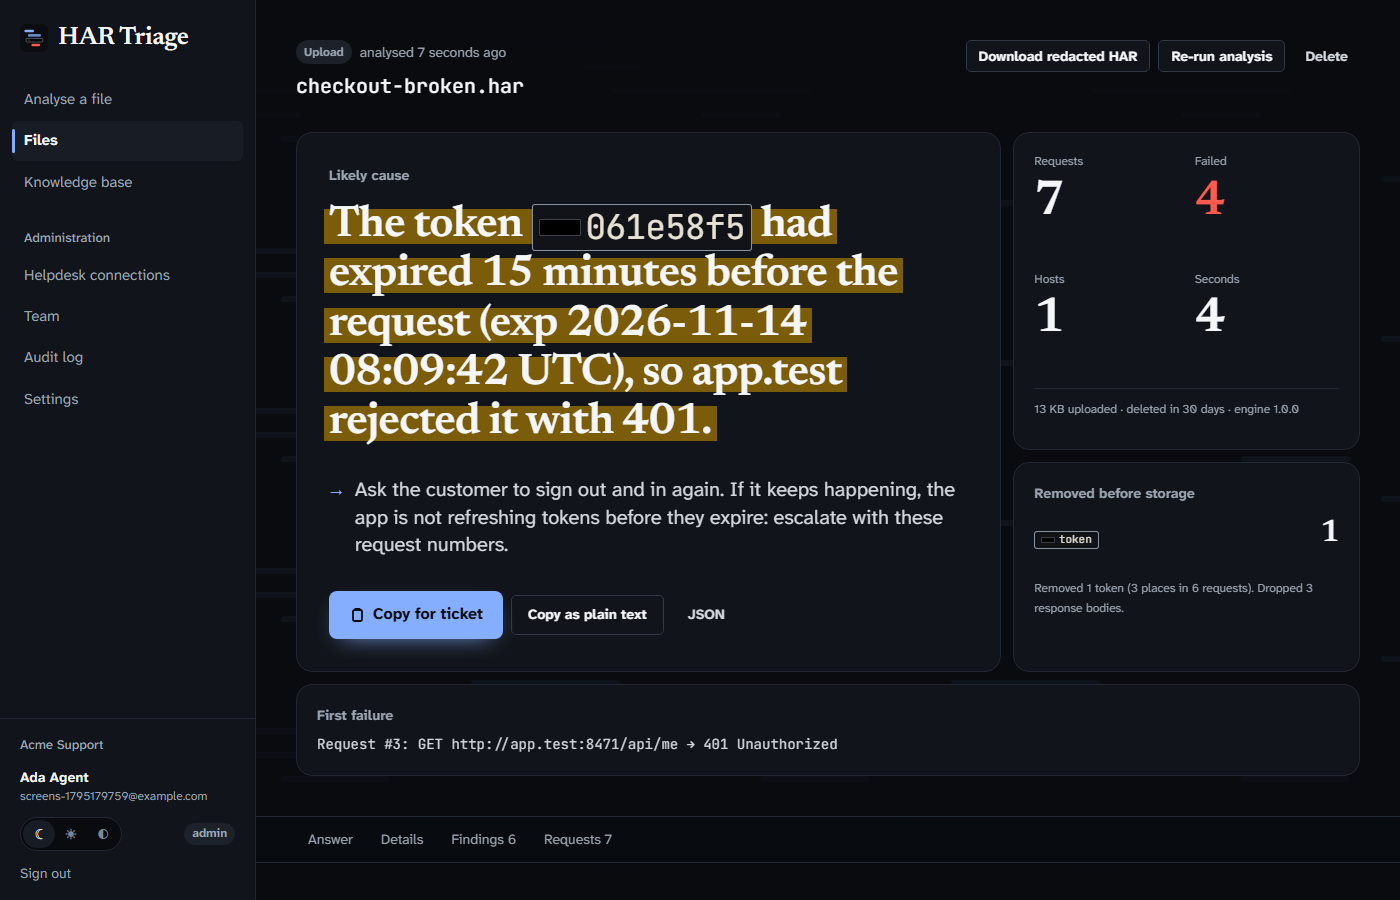 HAR Triage
Analyse a file
Files
Knowledge base
Administration
Helpdesk connections
Team
Audit log
Settings
Acme Support
Ada Agent
screens-1795179759@example.com
admin
Sign out
Upload analysed 7 seconds ago
checkout-broken.har
Download redacted HAR
Re-run analysis
Delete
Likely cause
The token 061e58f5 had
expired 15 minutes before the
request (exp 2026-11-14
08:09:42 UTC), so app.test
rejected it with 401.
→ Ask the customer to sign out and in again. If it keeps happening, the
app is not refreshing tokens before they expire: escalate with these
request numbers.
Copy for ticket
Copy as plain text
JSON
Requests
7
Failed
4
Hosts
1
Seconds
4
13 KB uploaded · deleted in 30 days · engine 1.0.0
Removed before storage
token
1
Removed 1 token (3 places in 6 requests). Dropped 3
response bodies.
First failure
Request #3: GET http://app.test:8471/api/me → 401 Unauthorized
Answer
Details
Findings 6
Requests 7